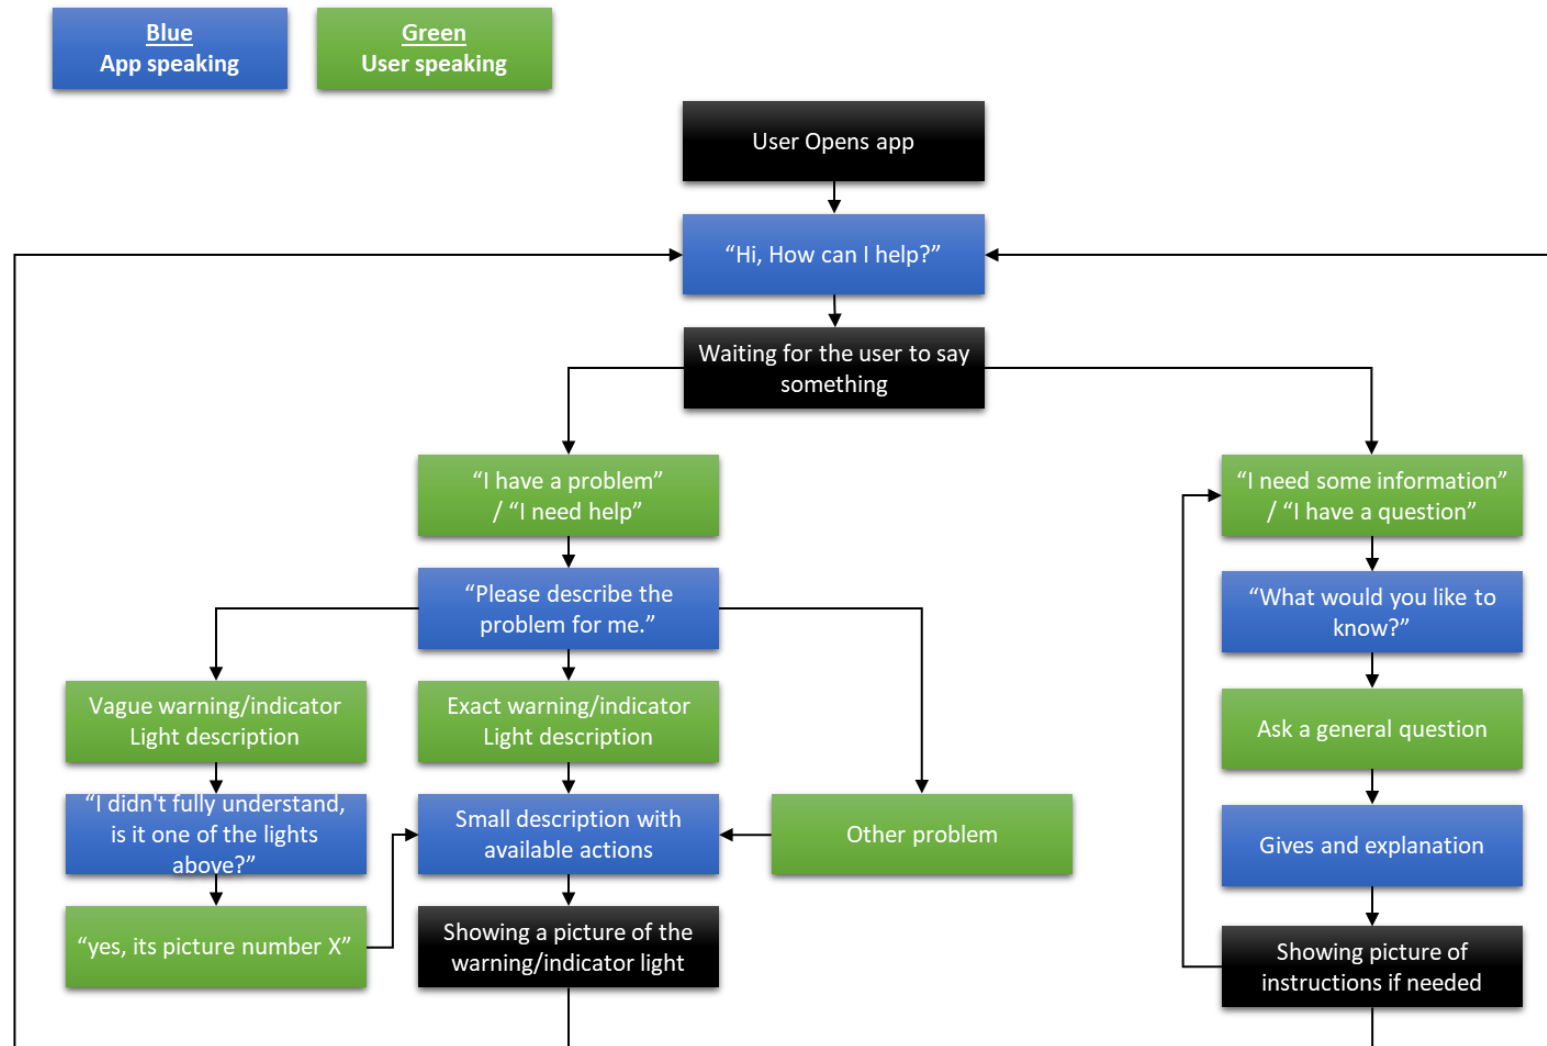 Blue
App speaking
Green
User speaking
User Opens app
“Hi, How can I help?”
Waiting for the user to say
something
“I have a problem”
/ “I need help”
“I need some information”
/ “I have a question”
“Please describe the
problem for me.”
“What would you like to
know?”
Vague warning/indicator
Light description
Exact warning/indicator
Light description
Ask a general question
“I didn't fully understand,
is it one of the lights
above?”
Small description with
available actions
Other problem
Gives and explanation
“yes, its picture number X”
Showing a picture of the
warning/indicator light
Showing picture of
instructions if needed